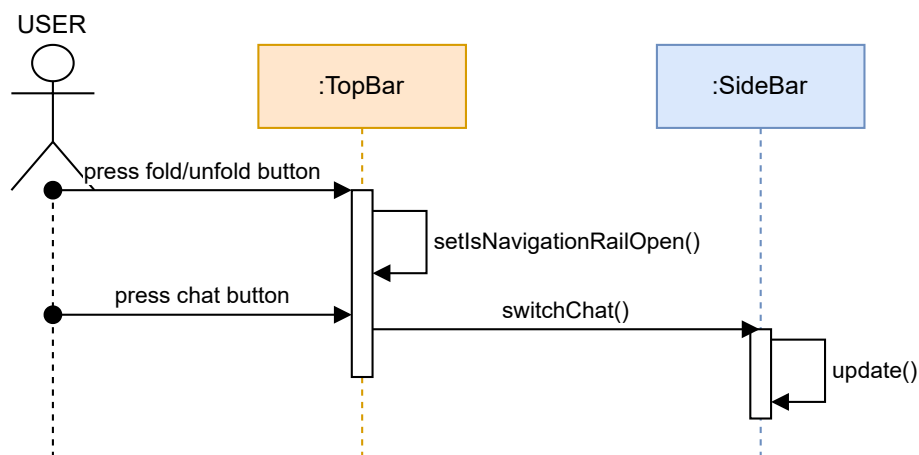 USER
:TopBar
:SideBar
press fold/unfold button
setIsNavigationRailOpen()
press chat button
switchChat()
update()